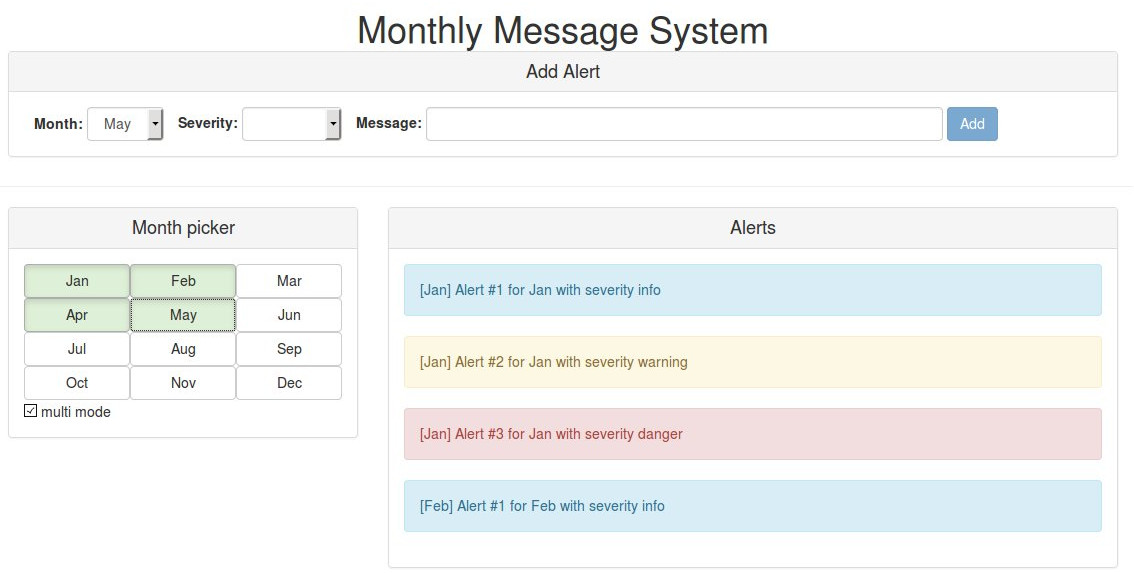 Monthly Message System
Add Alert
Month: May Severity: Message: Add
Month picker
Jan Feb Mar
Apr May Jun
Jul Aug Sep
Oct Nov Dec
multi mode
Alerts
[Jan] Alert #1 for Jan with severity info
[Jan] Alert #2 for Jan with severity warning
[Jan] Alert #3 for Jan with severity danger
[Feb] Alert #1 for Feb with severity info